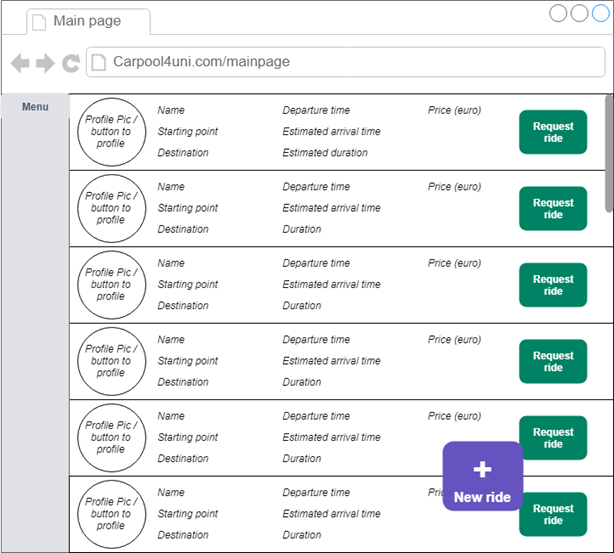 Main page
Carpool4uni.com/mainpage
Menu
Profile Pic /
button to
profile
Name
Starting point
Destination
Departure time
Estimated arrival time
Estimated duration
Price (euro)
Request
ride
Profile Pic /
button to
profile
Name
Starting point
Destination
Departure time
Estimated arrival time
Duration
Price (euro)
Request
ride
Profile Pic /
button to
profile
Name
Starting point
Destination
Departure time
Estimated arrival time
Duration
Price (euro)
Request
ride
Profile Pic /
button to
profile
Name
Starting point
Destination
Departure time
Estimated arrival time
Duration
Price (euro)
Request
ride
Profile Pic /
button to
profile
Name
Starting point
Destination
Departure time
Estimated arrival time
Duration
Price (euro)
Request
ride
+
New ride
Profile Pic /
button to
profile
Name
Starting point
Destination
Departure time
Estimated arrival time
Duration
Request
ride